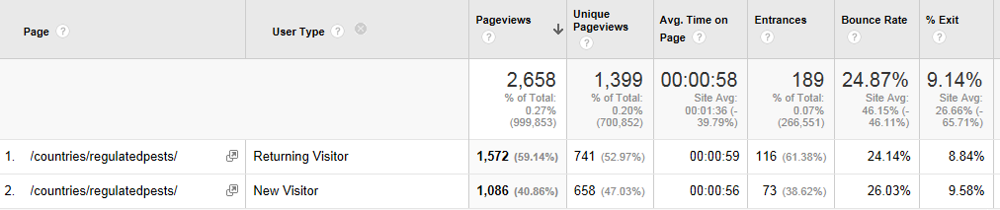 Page ? User Type ? Pageviews ? Unique Pageviews ? Avg. Time on Page ? Entrances ? Bounce Rate ? % Exit ?
2,658 1,399 00:00:58 189 24.87% 9.14%
% of Total: % of Total: Site Avg: % of Total: Site Avg: Site Avg:
0.27% 0.20% 00:01:36 (- 0.07% 46.15% (- 26.66% (-
(999,853) (700,852) 39.79%) (266,551) 46.11%) 65.71%)
1. /countries/regulatedpests/ Returning Visitor 1,572 (59.14%) 741 (52.97%) 00:00:59 116 (61.38%) 24.14% 8.84%
2. /countries/regulatedpests/ New Visitor 1,086 (40.86%) 658 (47.03%) 00:00:56 73 (38.62%) 26.03% 9.58%